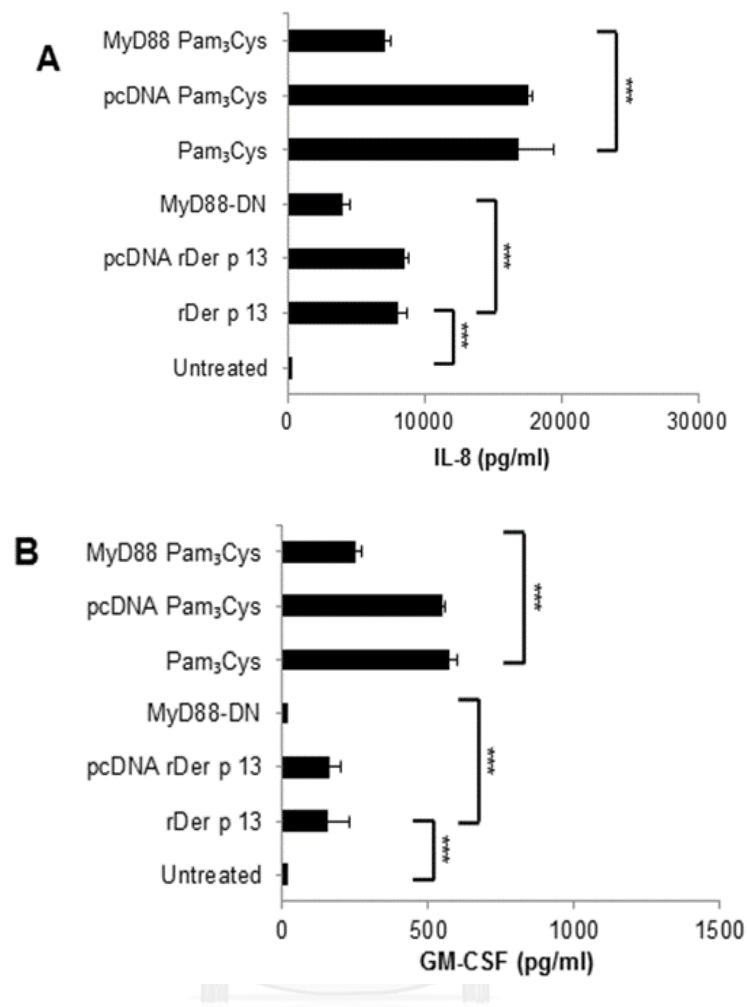 A
MyD88 Pam₃Cys
pcDNA Pam₃Cys
Pam₃Cys
MyD88-DN
pcDNA rDer p 13
rDer p 13
Untreated
***
***
***
0 10000 20000 30000
IL-8 (pg/ml)
B
MyD88 Pam₃Cys
pcDNA Pam₃Cys
Pam₃Cys
MyD88-DN
pcDNA rDer p 13
rDer p 13
Untreated
***
***
***
0 500 1000 1500
GM-CSF (pg/ml)